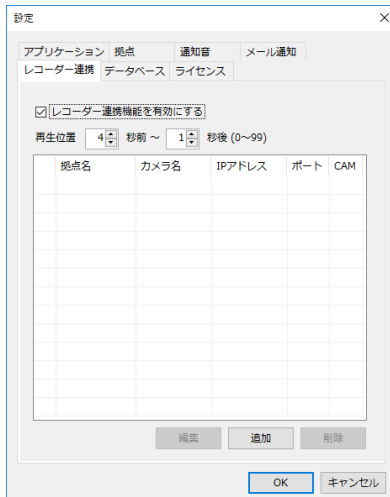 設定
アプリケーション 拠点 通知音 メール通知
レコーダー連携 データベース ライセンス
レコーダー連携機能を有効にする
再生位置 4 秒前 ～ 1 秒後 (0～99)
拠点名 カメラ名 IPアドレス ポート CAM
編集 追加 削除
OK キャンセル